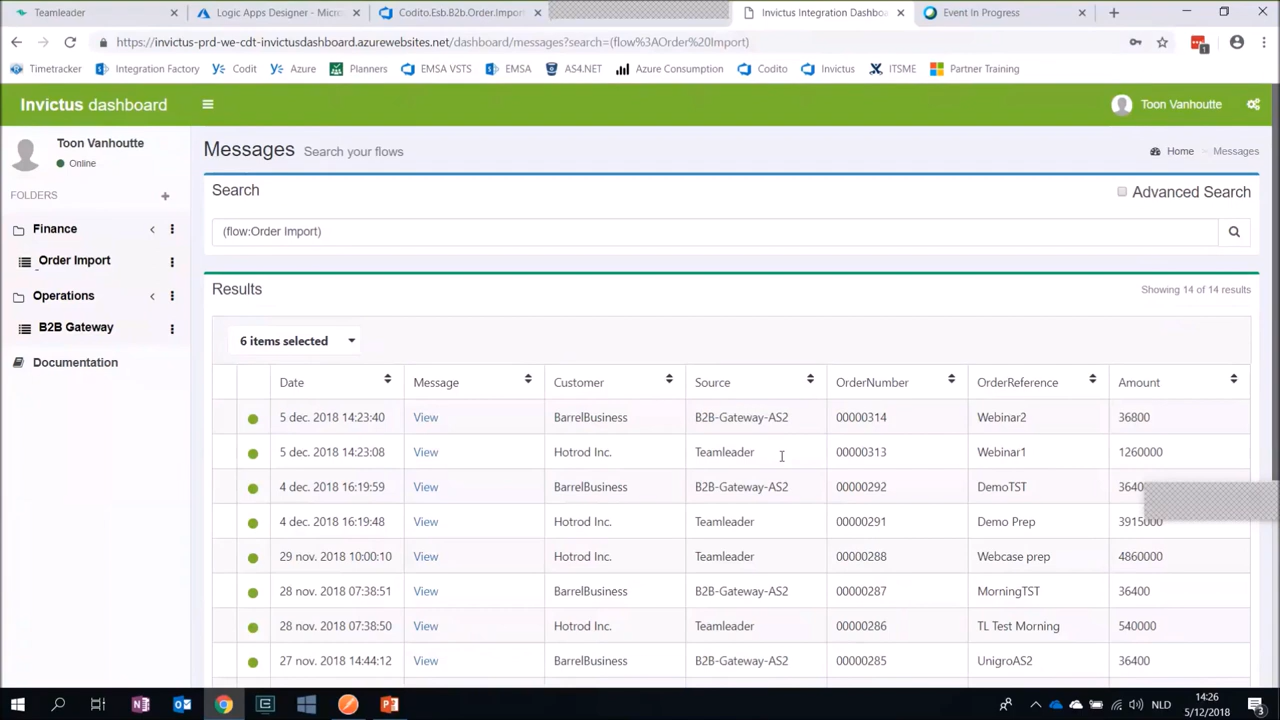 Teamleader
Logic Apps Designer - Micros
Codito.Esb.B2b.Order.Import
Invictus Integration Dashboa
Event In Progress
https://invictus-prd-we-cdt-invictusdashboard.azurewebsites.net/dashboard/messages?search=(flow%3AOrder%20Import)
Timetracker
Integration Factory
Codit
Azure
Planners
EMSA VSTS
EMSA
AS4.NET
Azure Consumption
Codito
Invictus
ITSME
Partner Training
Invictus dashboard
Toon Vanhoutte
Toon Vanhoutte
Online
FOLDERS
Finance
Order Import
Operations
B2B Gateway
Documentation
Messages Search your flows
Home > Messages
Search
Advanced Search
(flow:Order Import)
Results
Showing 14 of 14 results
6 items selected
Date Message Customer Source OrderNumber OrderReference Amount
5 dec. 2018 14:23:40 View BarrelBusiness B2B-Gateway-AS2 00000314 Webinar2 36800
5 dec. 2018 14:23:08 View Hotrod Inc. Teamleader 00000313 Webinar1 1260000
4 dec. 2018 16:19:59 View BarrelBusiness B2B-Gateway-AS2 00000292 DemoTST
4 dec. 2018 16:19:48 View Hotrod Inc. Teamleader 00000291 Demo Prep 3915000
29 nov. 2018 10:00:10 View Hotrod Inc. Teamleader 00000288 Webcase prep 4860000
28 nov. 2018 07:38:51 View BarrelBusiness B2B-Gateway-AS2 00000287 MorningTST 36400
28 nov. 2018 07:38:50 View Hotrod Inc. Teamleader 00000286 TL Test Morning 540000
27 nov. 2018 14:44:12 View BarrelBusiness B2B-Gateway-AS2 00000285 UnigroAS2 36400
NLD
14:26
5/12/2018
3